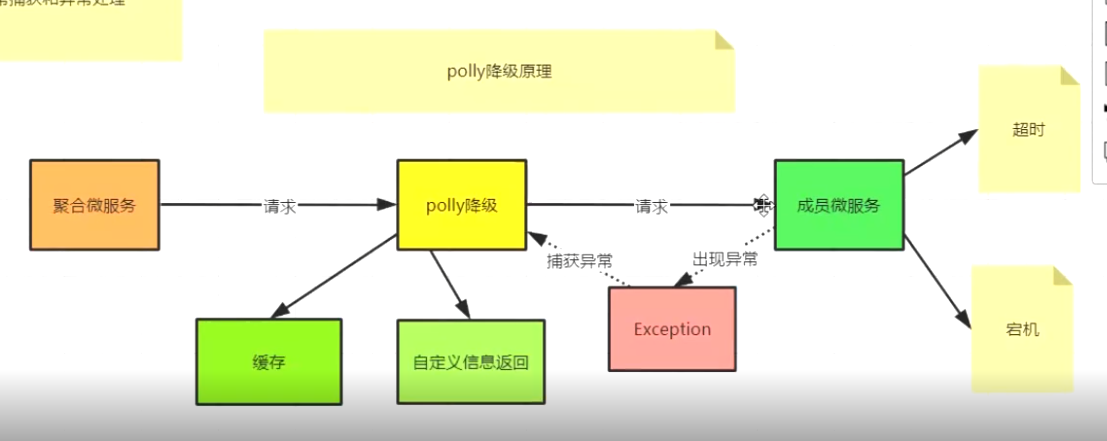 常捕获和异常处理
polly降级原理
超时
聚合微服务
请求
polly降级
请求
成员微服务
捕获异常
出现异常
Exception
宕机
缓存
自定义信息返回